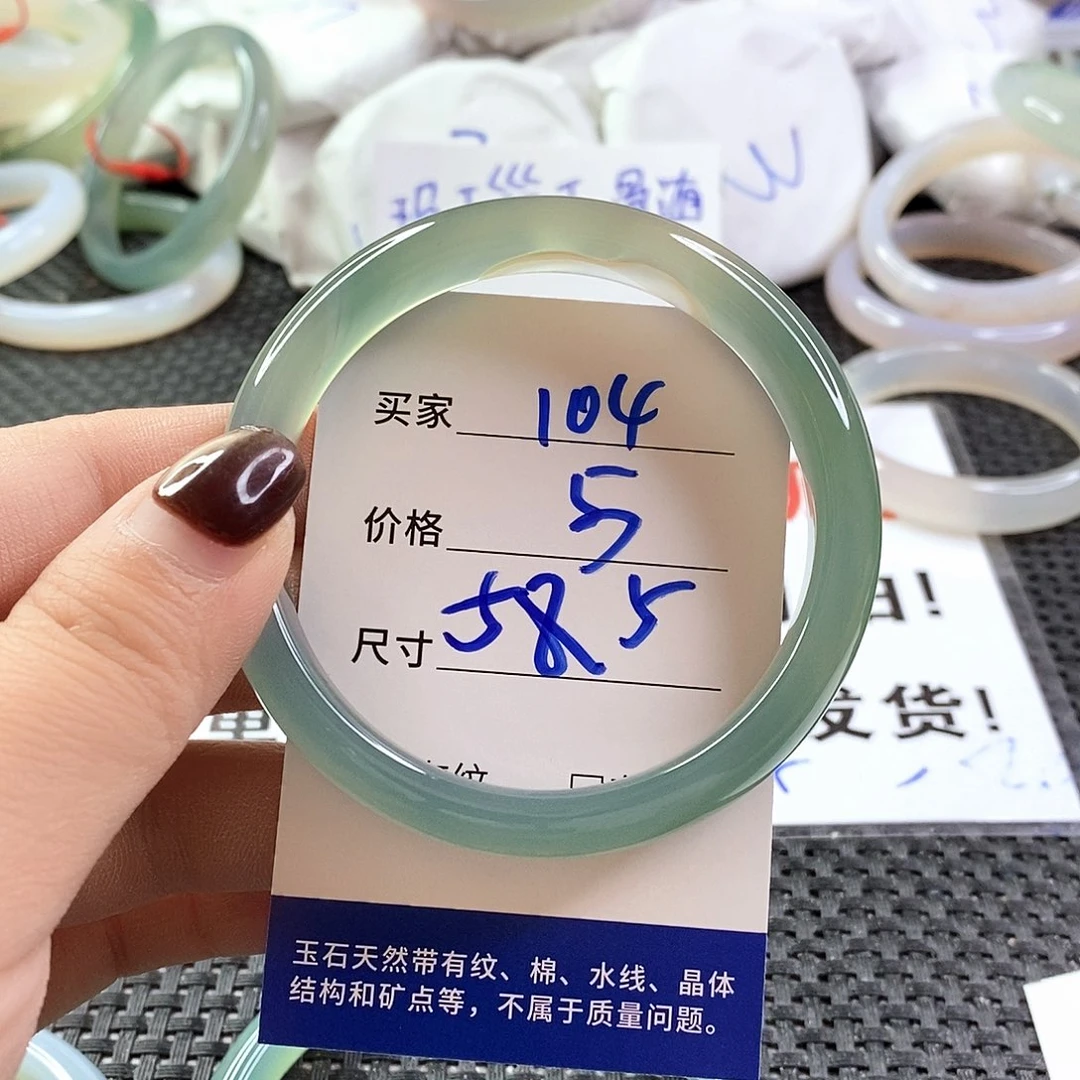 买家 104
价格 5
尺寸 58.5
玉石天然带有纹、棉、水线、晶体
结构和矿点等，不属于质量问题。
发货!